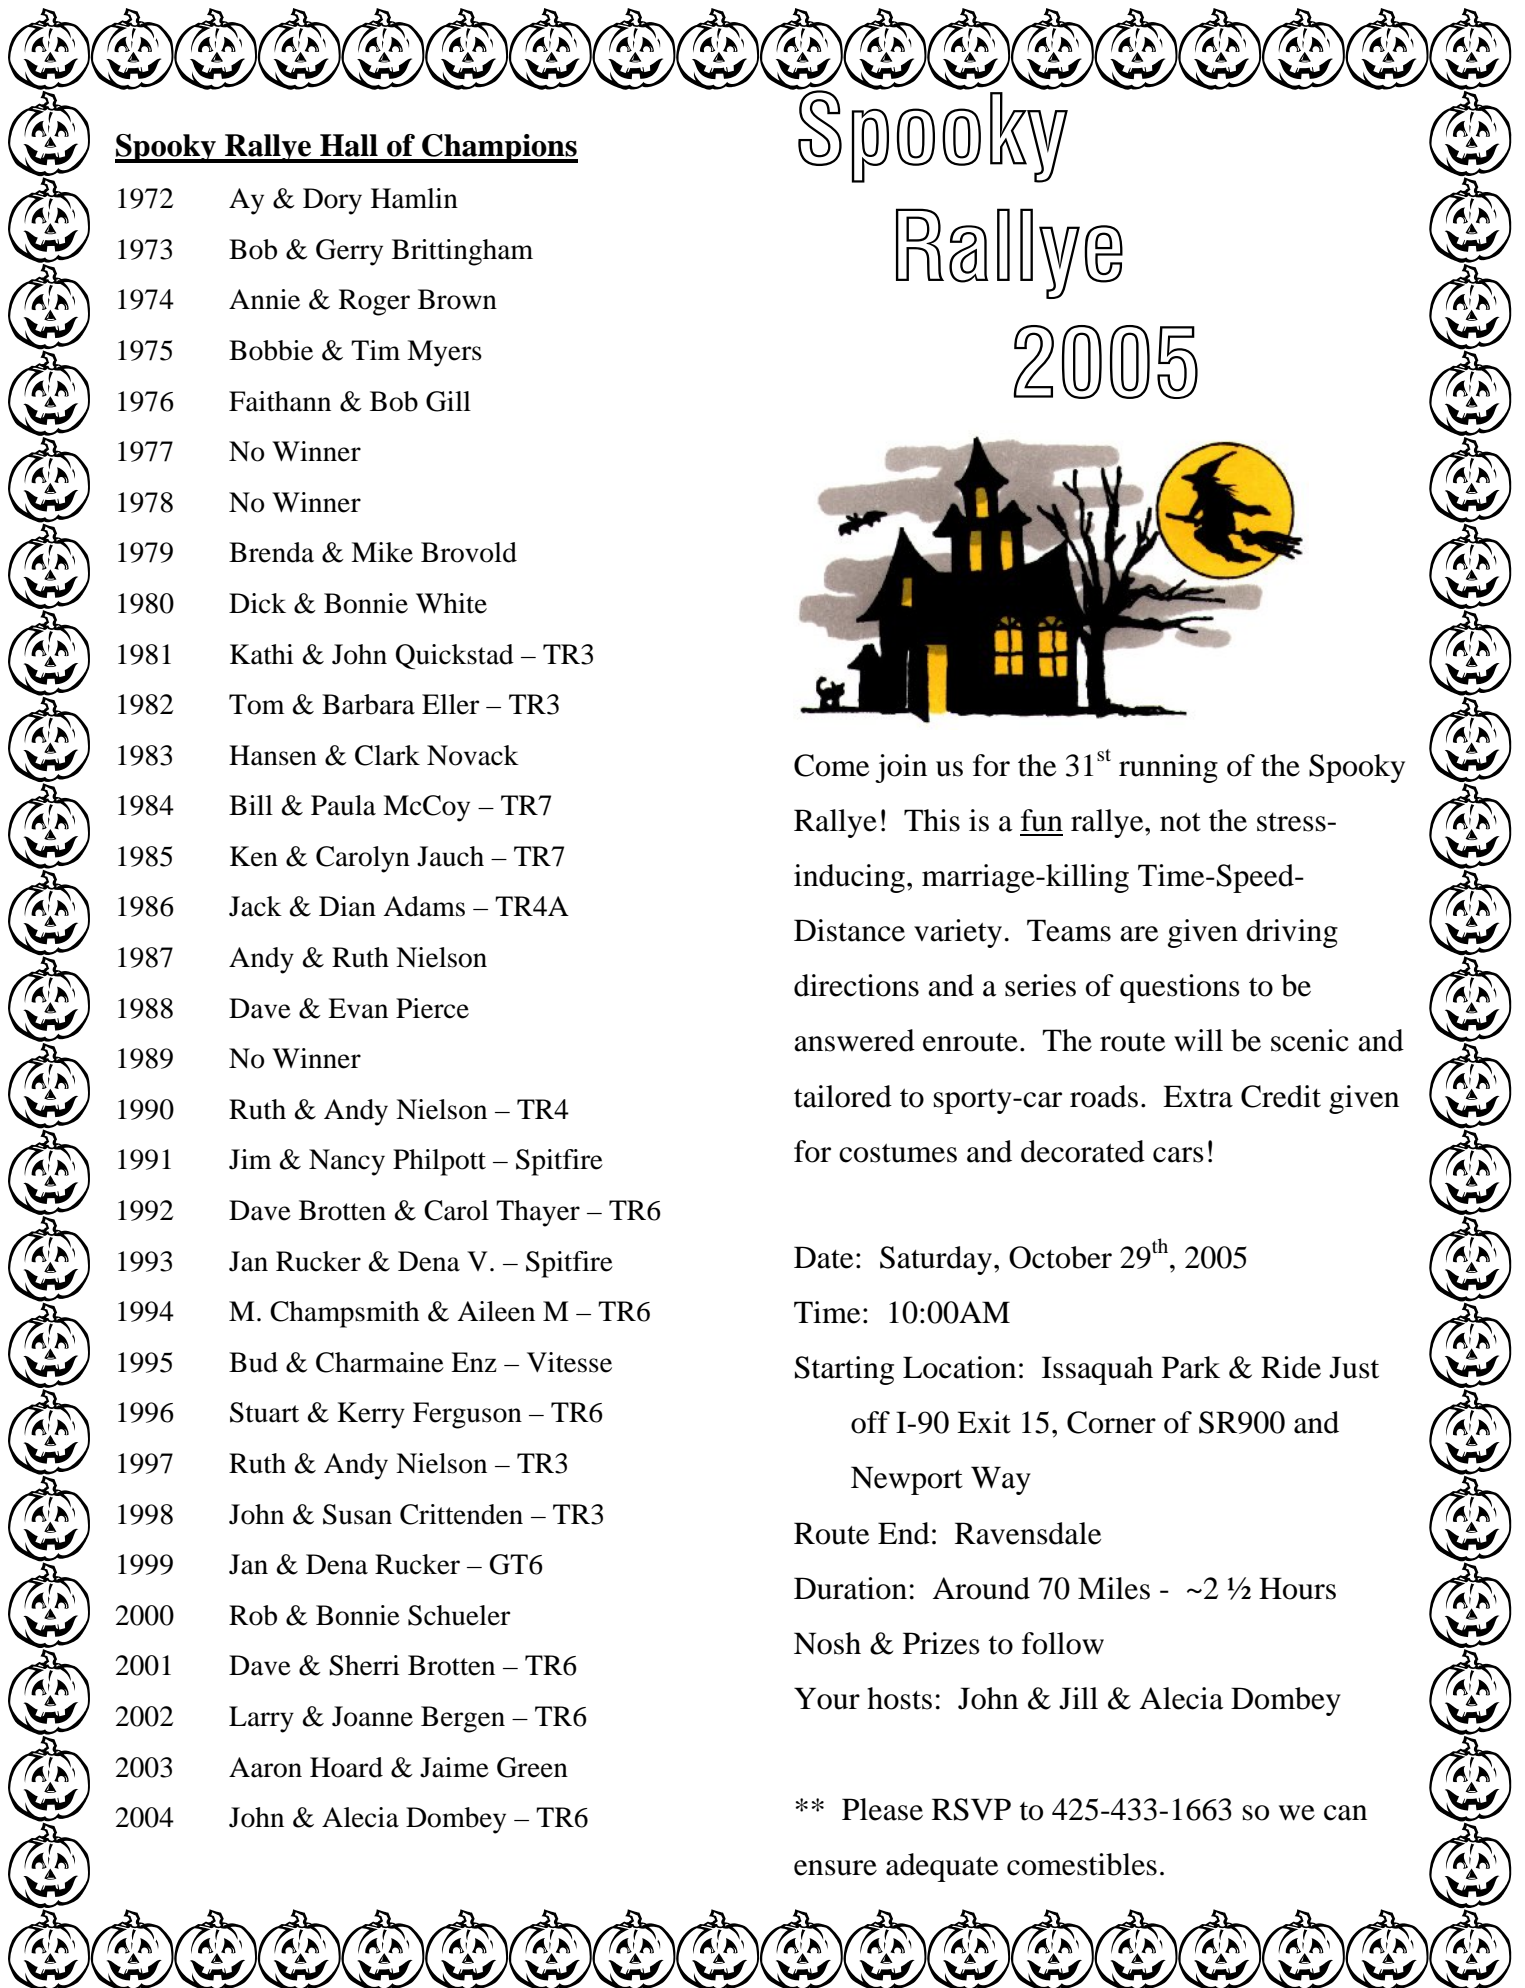 Spooky Rallye Hall of Champions
1972 Ay & Dory Hamlin
1973 Bob & Gerry Brittingham
1974 Annie & Roger Brown
1975 Bobbie & Tim Myers
1976 Faithann & Bob Gill
1977 No Winner
1978 No Winner
1979 Brenda & Mike Brovold
1980 Dick & Bonnie White
1981 Kathi & John Quickstad – TR3
1982 Tom & Barbara Eller – TR3
1983 Hansen & Clark Novack
1984 Bill & Paula McCoy – TR7
1985 Ken & Carolyn Jauch – TR7
1986 Jack & Dian Adams – TR4A
1987 Andy & Ruth Nielson
1988 Dave & Evan Pierce
1989 No Winner
1990 Ruth & Andy Nielson – TR4
1991 Jim & Nancy Philpott – Spitfire
1992 Dave Brotten & Carol Thayer – TR6
1993 Jan Rucker & Dena V. – Spitfire
1994 M. Champsmith & Aileen M – TR6
1995 Bud & Charmaine Enz – Vitesse
1996 Stuart & Kerry Ferguson – TR6
1997 Ruth & Andy Nielson – TR3
1998 John & Susan Crittenden – TR3
1999 Jan & Dena Rucker – GT6
2000 Rob & Bonnie Schueler
2001 Dave & Sherri Brotten – TR6
2002 Larry & Joanne Bergen – TR6
2003 Aaron Hoard & Jaime Green
2004 John & Alecia Dombey – TR6
Spooky
Rallye
2005
Come join us for the 31st running of the Spooky
Rallye! This is a fun rallye, not the stress-
inducing, marriage-killing Time-Speed-
Distance variety. Teams are given driving
directions and a series of questions to be
answered enroute. The route will be scenic and
tailored to sporty-car roads. Extra Credit given
for costumes and decorated cars!
Date: Saturday, October 29th, 2005
Time: 10:00AM
Starting Location: Issaquah Park & Ride Just
off I-90 Exit 15, Corner of SR900 and
Newport Way
Route End: Ravensdale
Duration: Around 70 Miles - ~2 ½ Hours
Nosh & Prizes to follow
Your hosts: John & Jill & Alecia Dombey
** Please RSVP to 425-433-1663 so we can
ensure adequate comestibles.